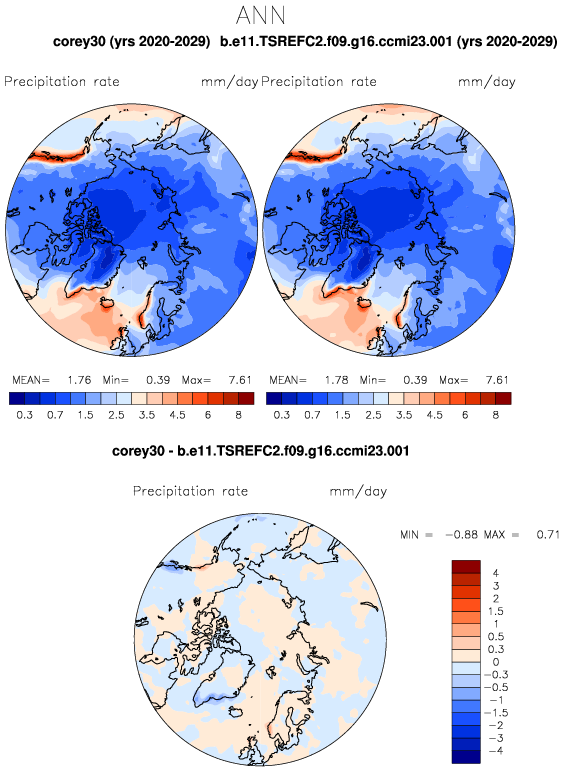 ANN
corey30 (yrs 2020-2029) b.e11.TSREFC2.f09.g16.ccmi23.001 (yrs 2020-2029)
Precipitation rate mm/day Precipitation rate mm/day
MEAN= 1.76 Min= 0.39 Max= 7.61 MEAN= 1.78 Min= 0.39 Max= 7.61
0.3 0.7 1.5 2.5 3.5 4.5 6 8 0.3 0.7 1.5 2.5 3.5 4.5 6 8
corey30 - b.e11.TSREFC2.f09.g16.ccmi23.001
Precipitation rate mm/day
MIN = -0.88 MAX = 0.71
4
3
2
1.5
1
0.5
0.3
0
-0.3
-0.5
-1
-1.5
-2
-3
-4